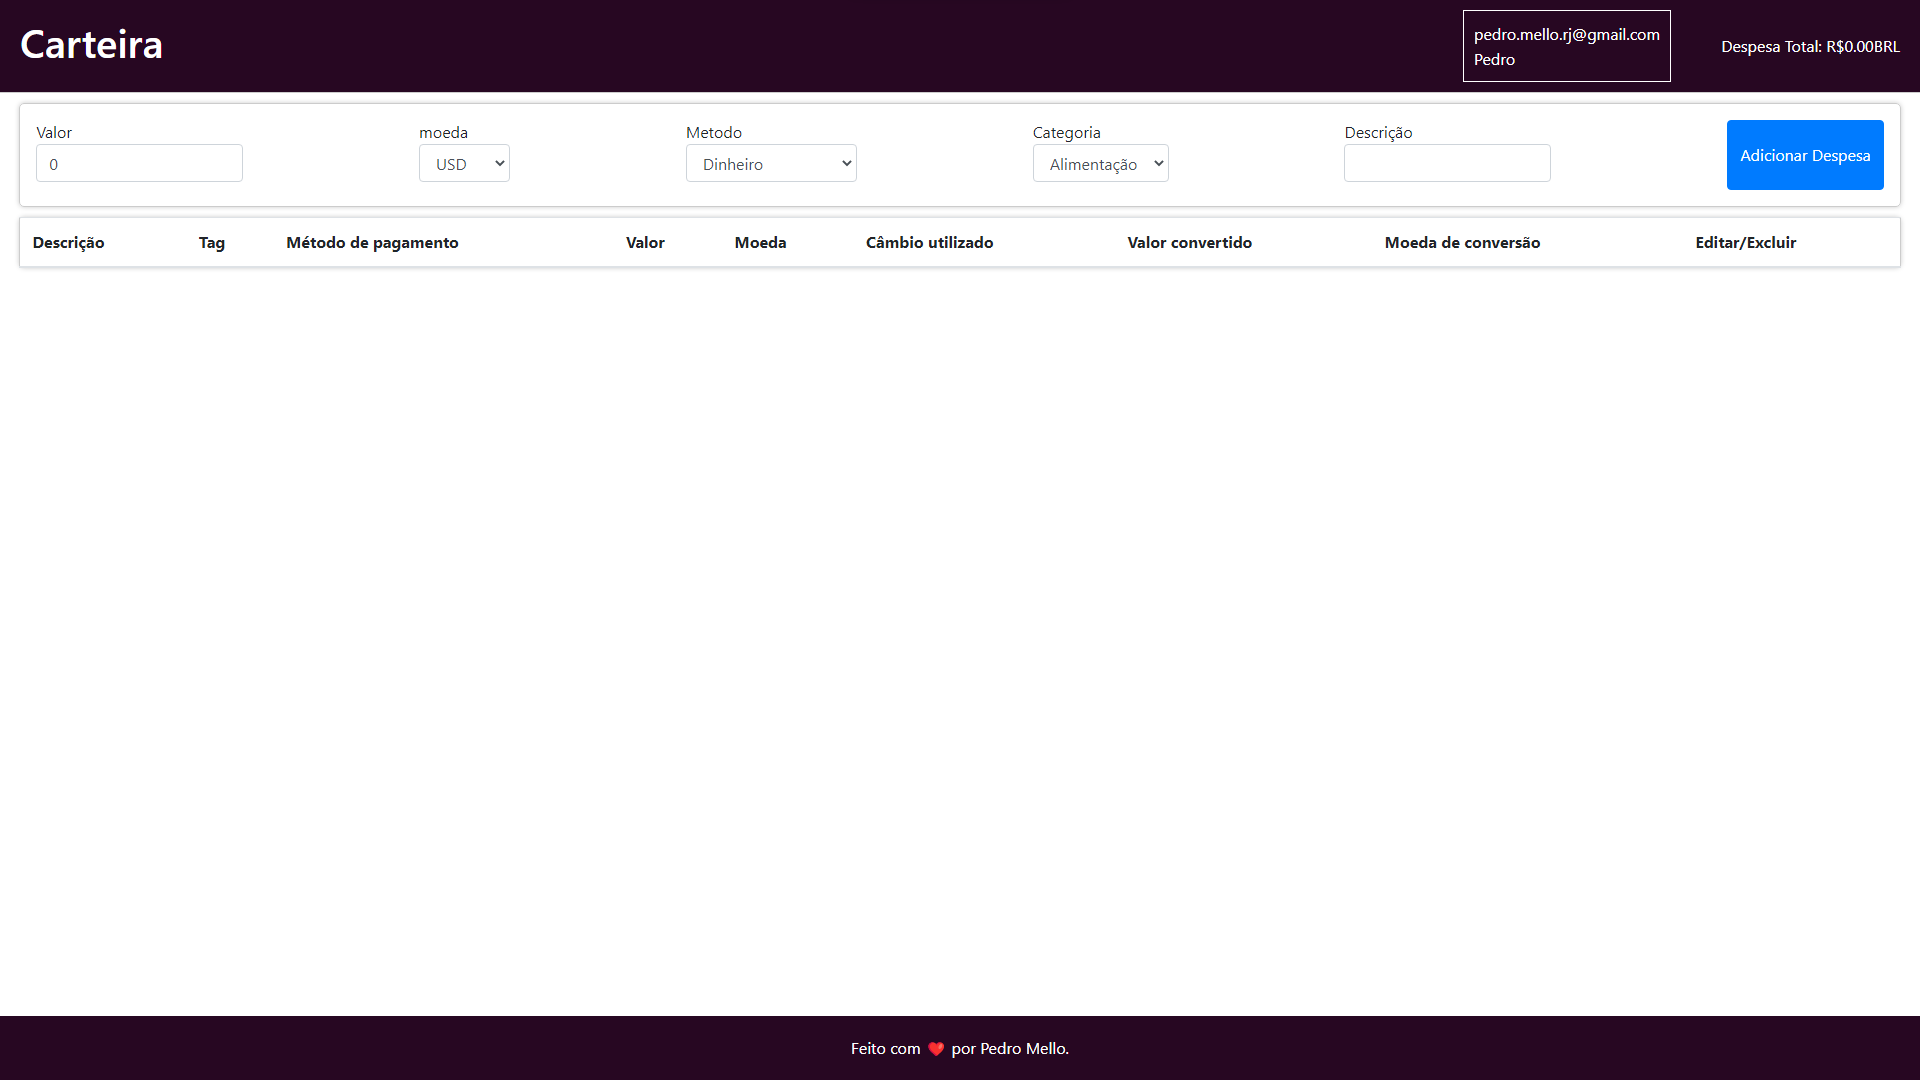 Carteira
pedro.mello.rj@gmail.com
Pedro
Despesa Total: R$0.00BRL
Valor moeda Metodo Categoria Descrição
0 USD Dinheiro Alimentação
Adicionar Despesa
Descrição Tag Método de pagamento Valor Moeda Câmbio utilizado Valor convertido Moeda de conversão Editar/Excluir
Feito com ❤️ por Pedro Mello.